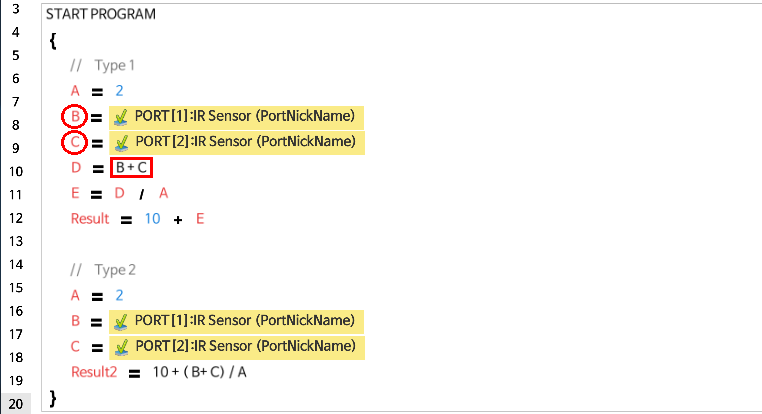 3 START PROGRAM
4 {
5 // Type 1
6 A = 2
7 B = PORT[1]:IR Sensor (PortNickName)
8 C = PORT[2]:IR Sensor (PortNickName)
9 D = B + C
10 E = D / A
11 Result = 10 + E
12
13
14 // Type 2
15 A = 2
16 B = PORT[1]:IR Sensor (PortNickName)
17 C = PORT[2]:IR Sensor (PortNickName)
18 Result2 = 10 + ( B+ C) / A
19 }
20